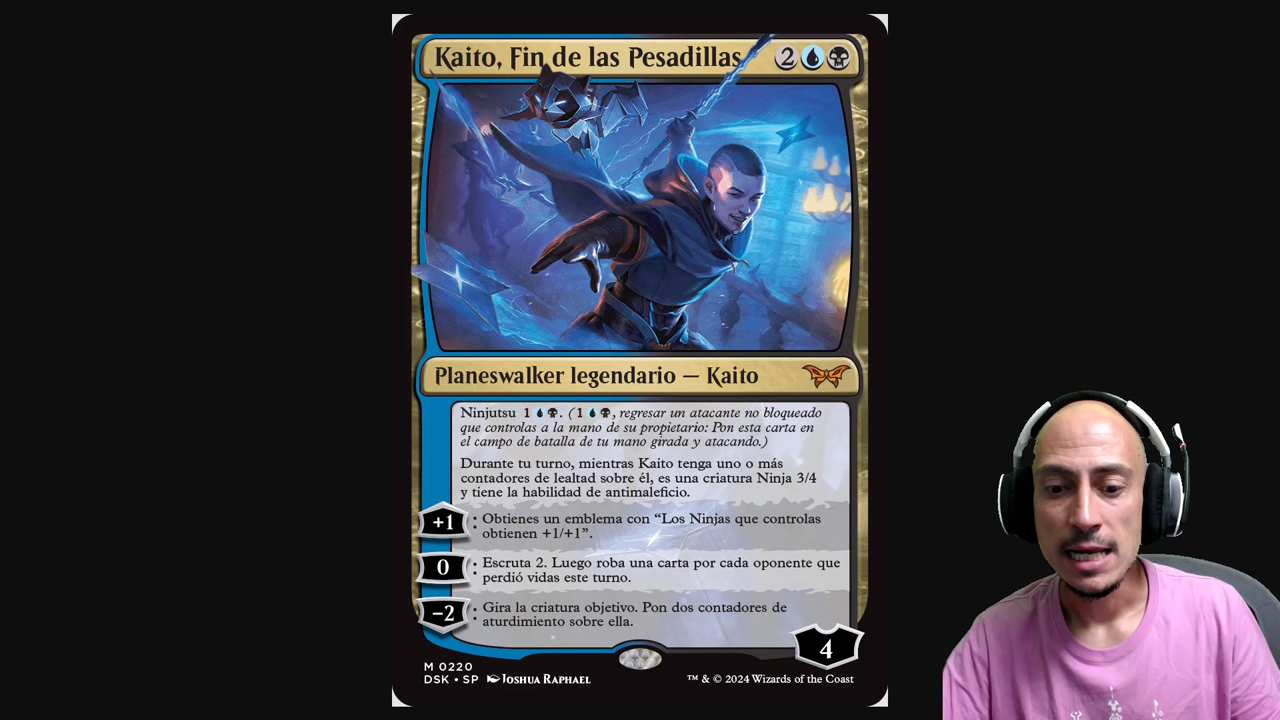 Kaito, Fin de las Pesadillas 2
Planeswalker legendario — Kaito
Ninjutsu 1. (1, regresar un atacante no bloqueado
que controlas a la mano de su propietario: Pon esta carta en
el campo de batalla de tu mano girada y atacando.)
Durante tu turno, mientras Kaito tenga uno o más
contadores de lealtad sobre él, es una criatura Ninja 3/4
y tiene la habilidad de antimaleficio.
+1: Obtienes un emblema con “Los Ninjas que controlas
obtienen +1/+1”.
0: Escruta 2. Luego roba una carta por cada oponente que
perdió vidas este turno.
−2: Gira la criatura objetivo. Pon dos contadores de
aturdimiento sobre ella.
4
M 0220
DSK • SP Joshua Raphael ™ & © 2024 Wizards of the Coast